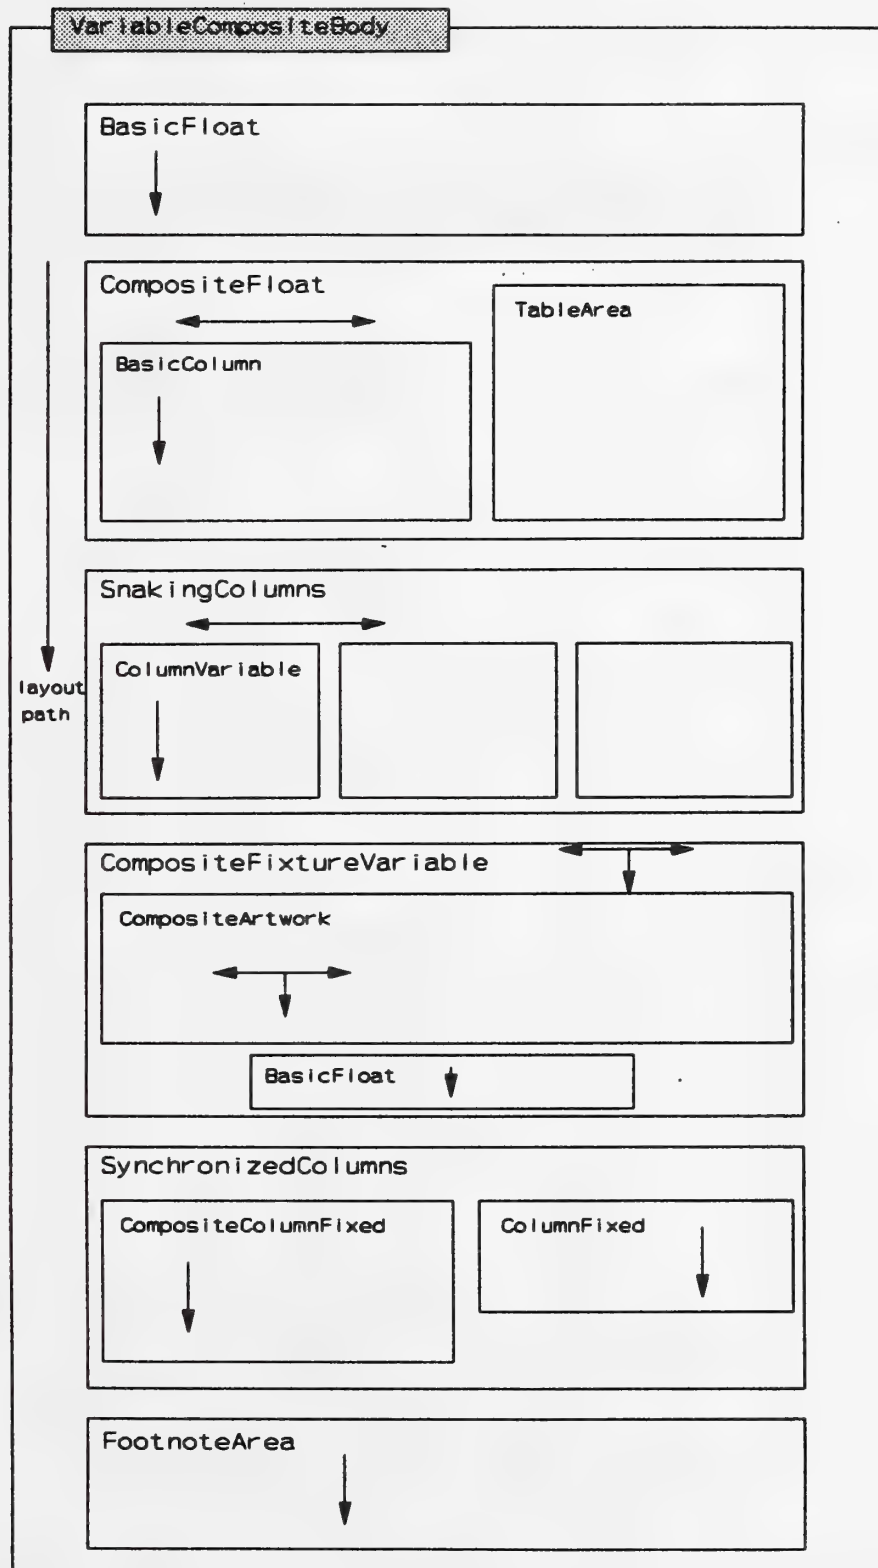 VariableCompositeBody
BasicFloat
CompositeFloat
TableArea
BasicColumn
SnakingColumns
ColumnVariable
layout
path
CompositeFixtureVariable
CompositeArtwork
BasicFloat
SynchronizedColumns
CompositeColumnFixed
ColumnFixed
FootnoteArea